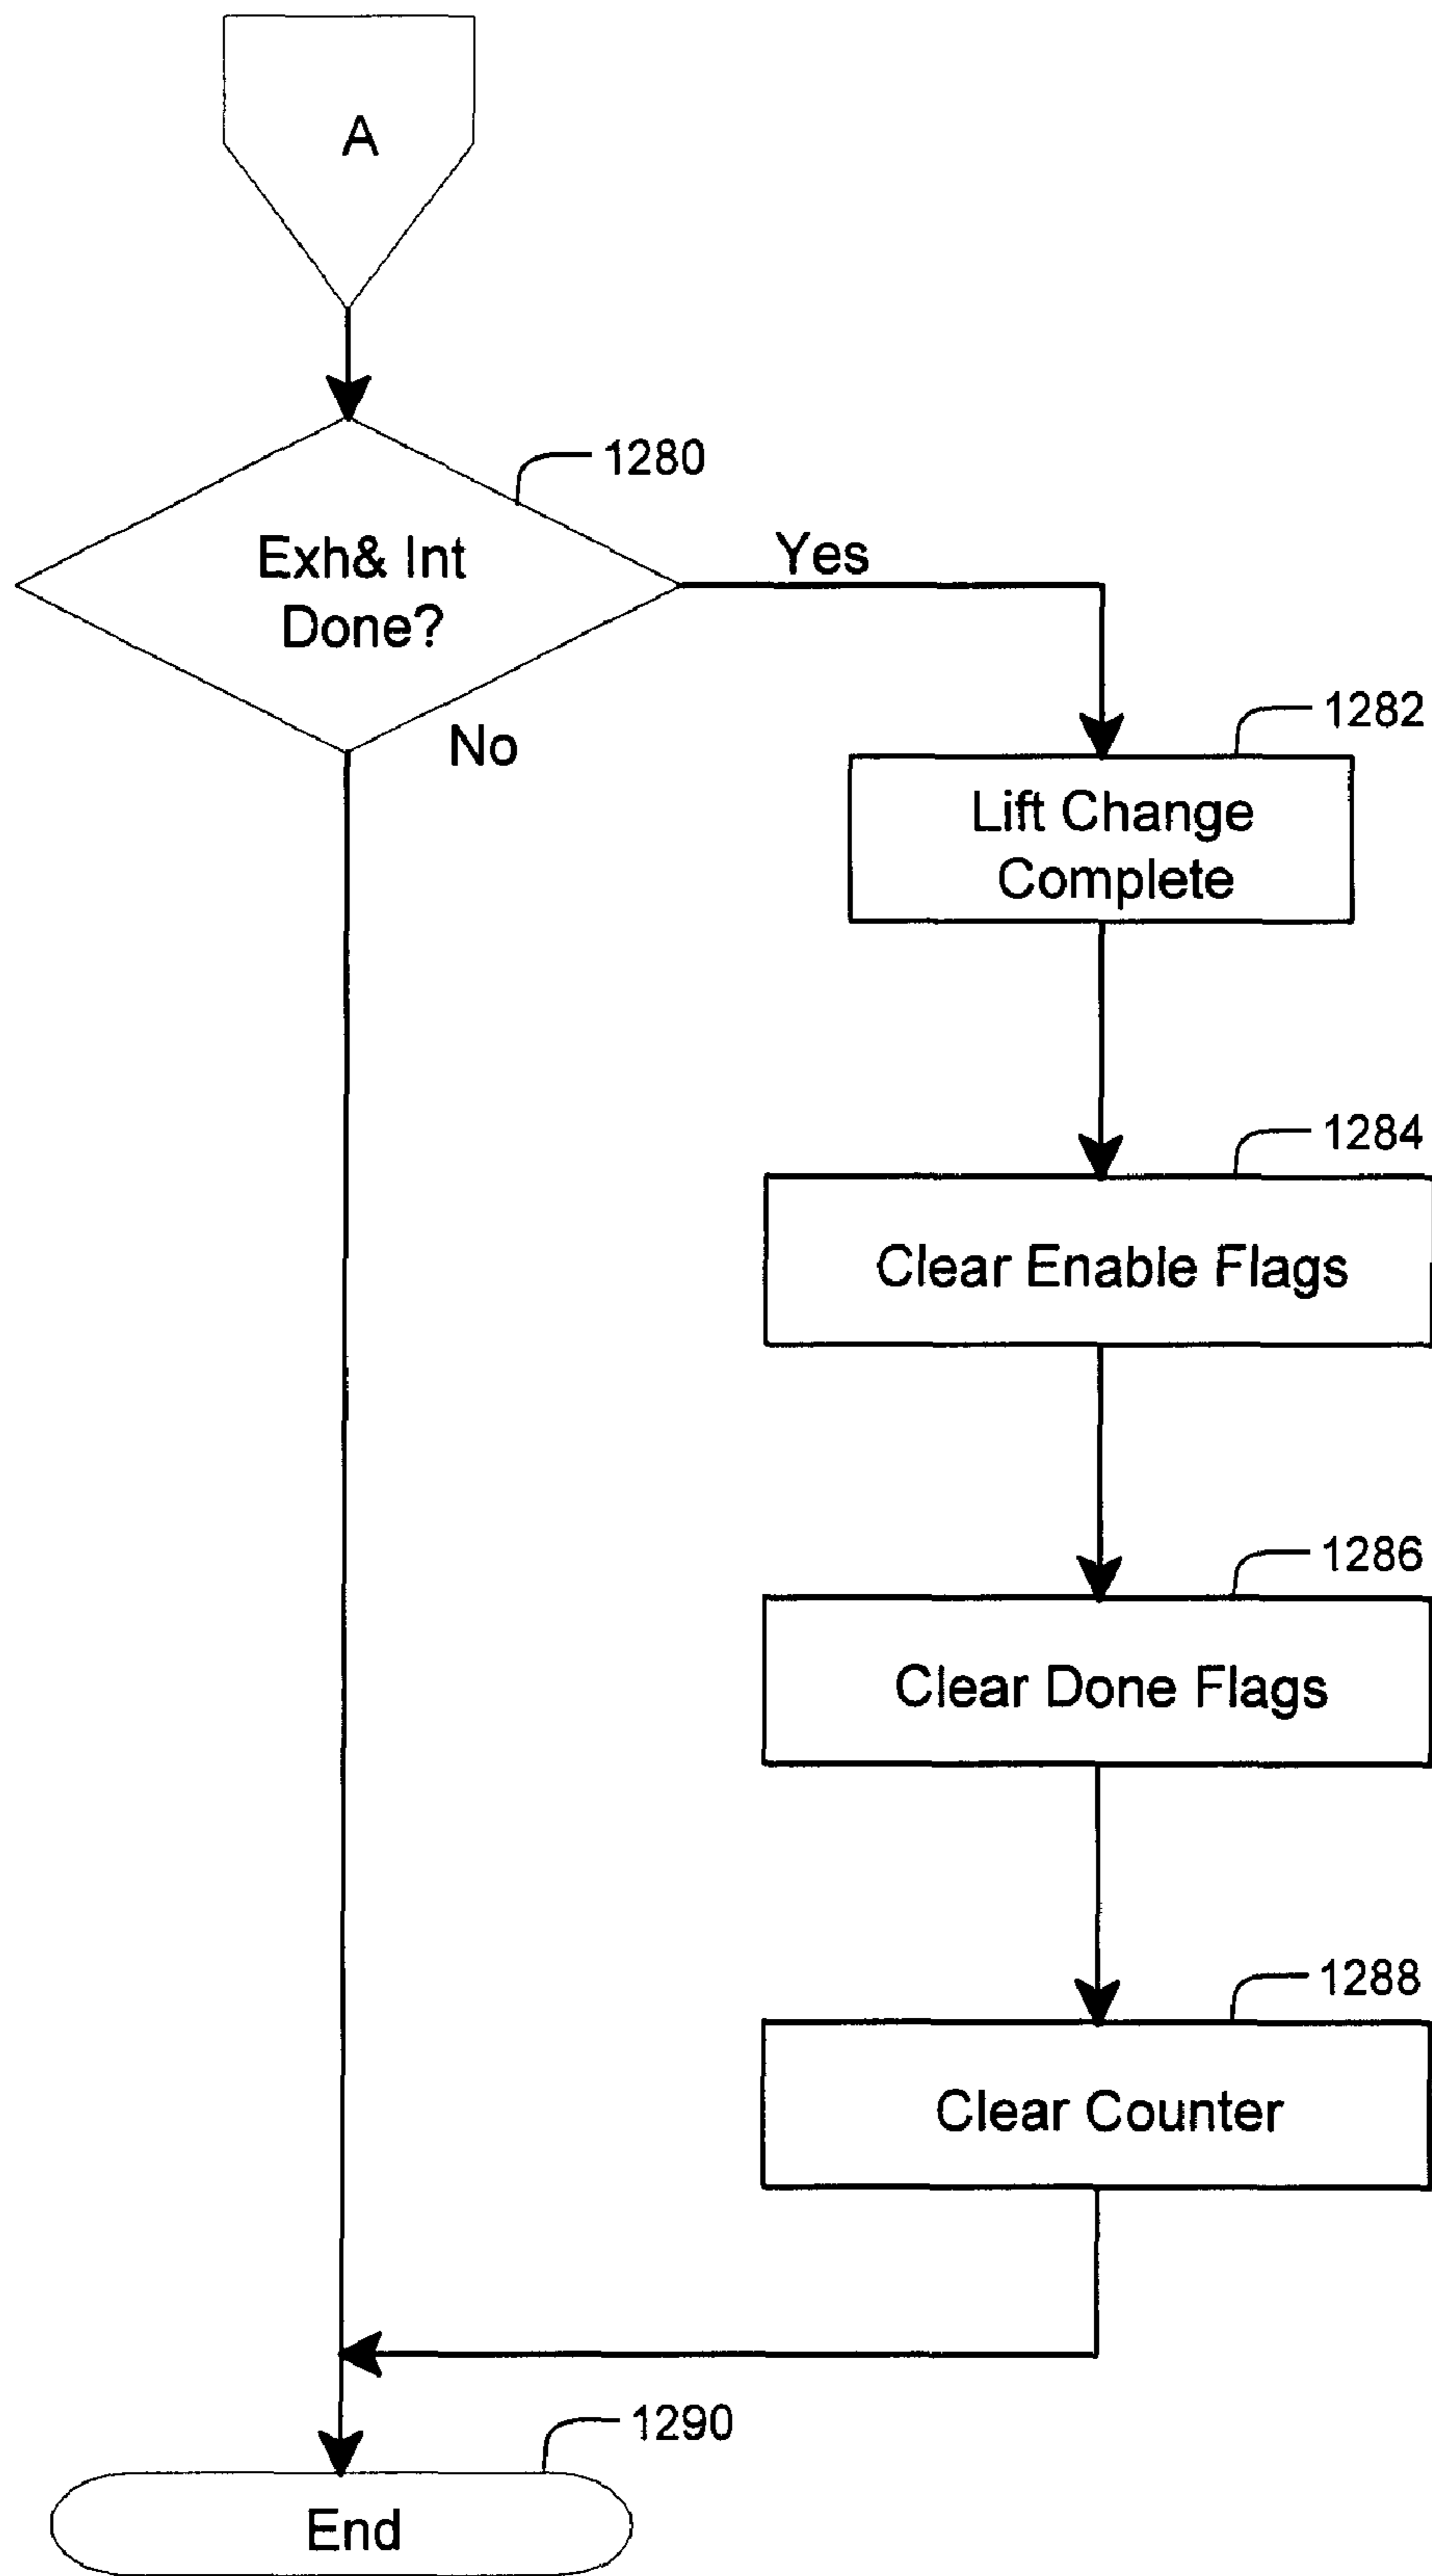 A
1280
Exh& Int
Done?
Yes
No
1282
Lift Change
Complete
1284
Clear Enable Flags
1286
Clear Done Flags
1288
Clear Counter
1290
End